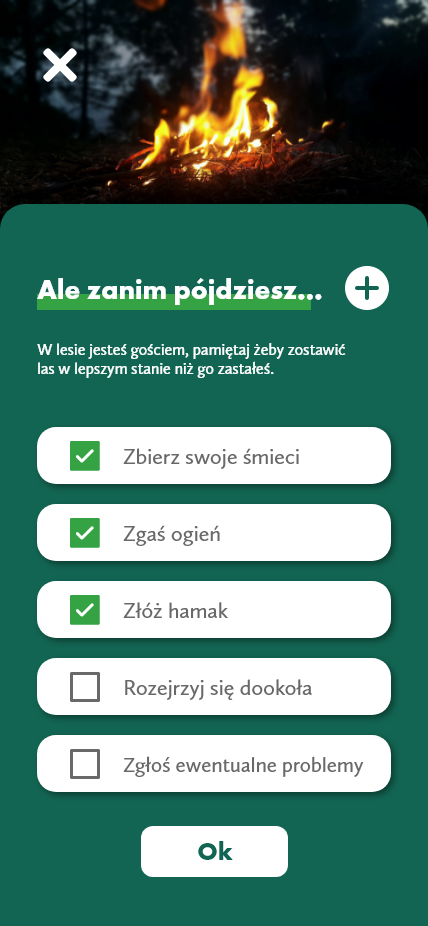 Ale zanim pójdziesz...
W lesie jesteś gościem, pamiętaj żeby zostawić
las w lepszym stanie niż go zastałeś.
Zbierz swoje śmieci
Zgaś ogień
Złóż hamak
Rozejrzyj się dookoła
Zgłoś ewentualne problemy
Ok